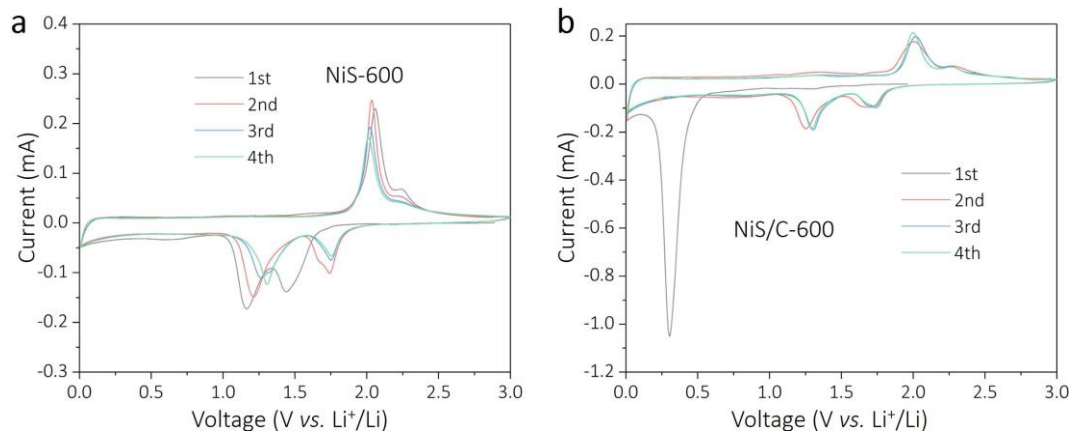 a
0.4
0.3
0.2
0.1
0.0
-0.1
-0.2
-0.3
Current (mA)
NiS-600
1st
2nd
3rd
4th
0.0
0.5
1.0
1.5
2.0
2.5
3.0
Voltage (V vs. Li⁺/Li)
b
0.2
0.0
-0.2
-0.4
-0.6
-0.8
-1.0
-1.2
Current (mA)
NiS/C-600
1st
2nd
3rd
4th
0.0
0.5
1.0
1.5
2.0
2.5
3.0
Voltage (V vs. Li⁺/Li)